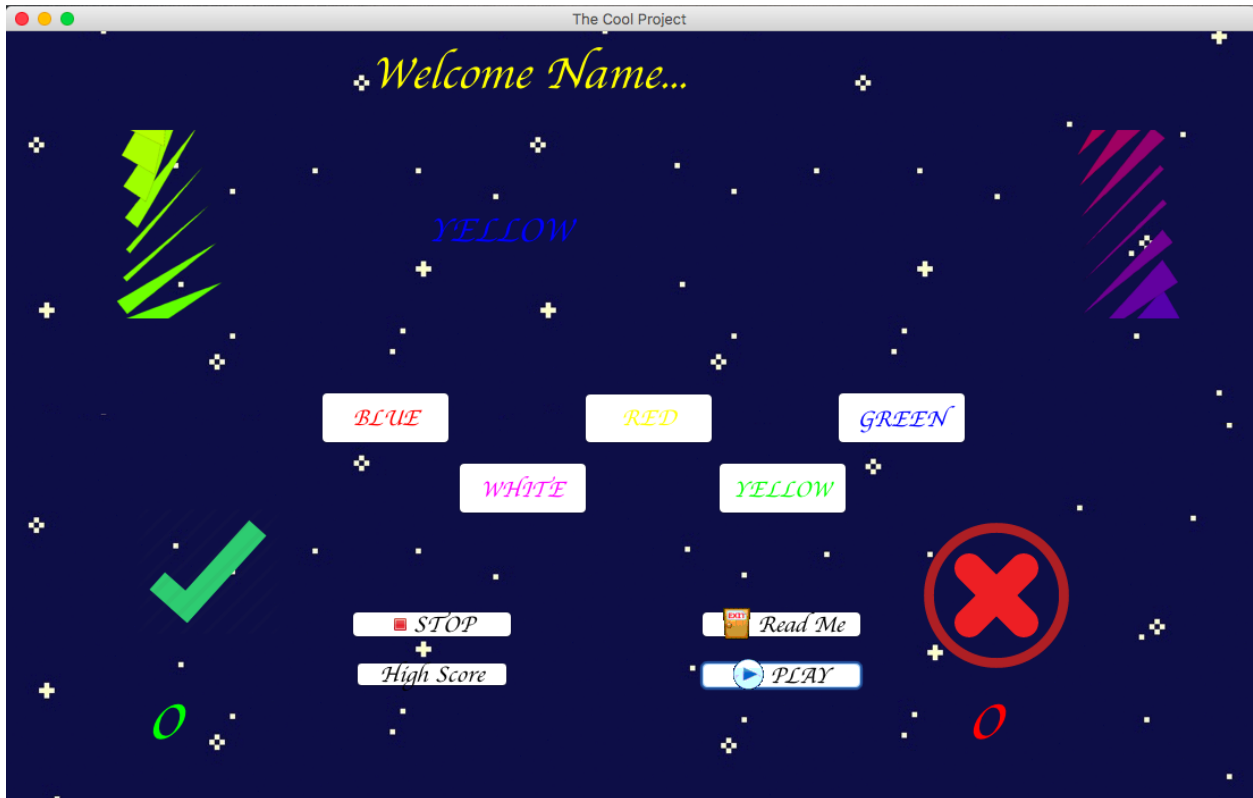 The Cool Project
Welcome Name...
YELLOW
BLUE
RED
GREEN
WHITE
YELLOW
STOP
EXIT
Read Me
High Score
PLAY
0
0